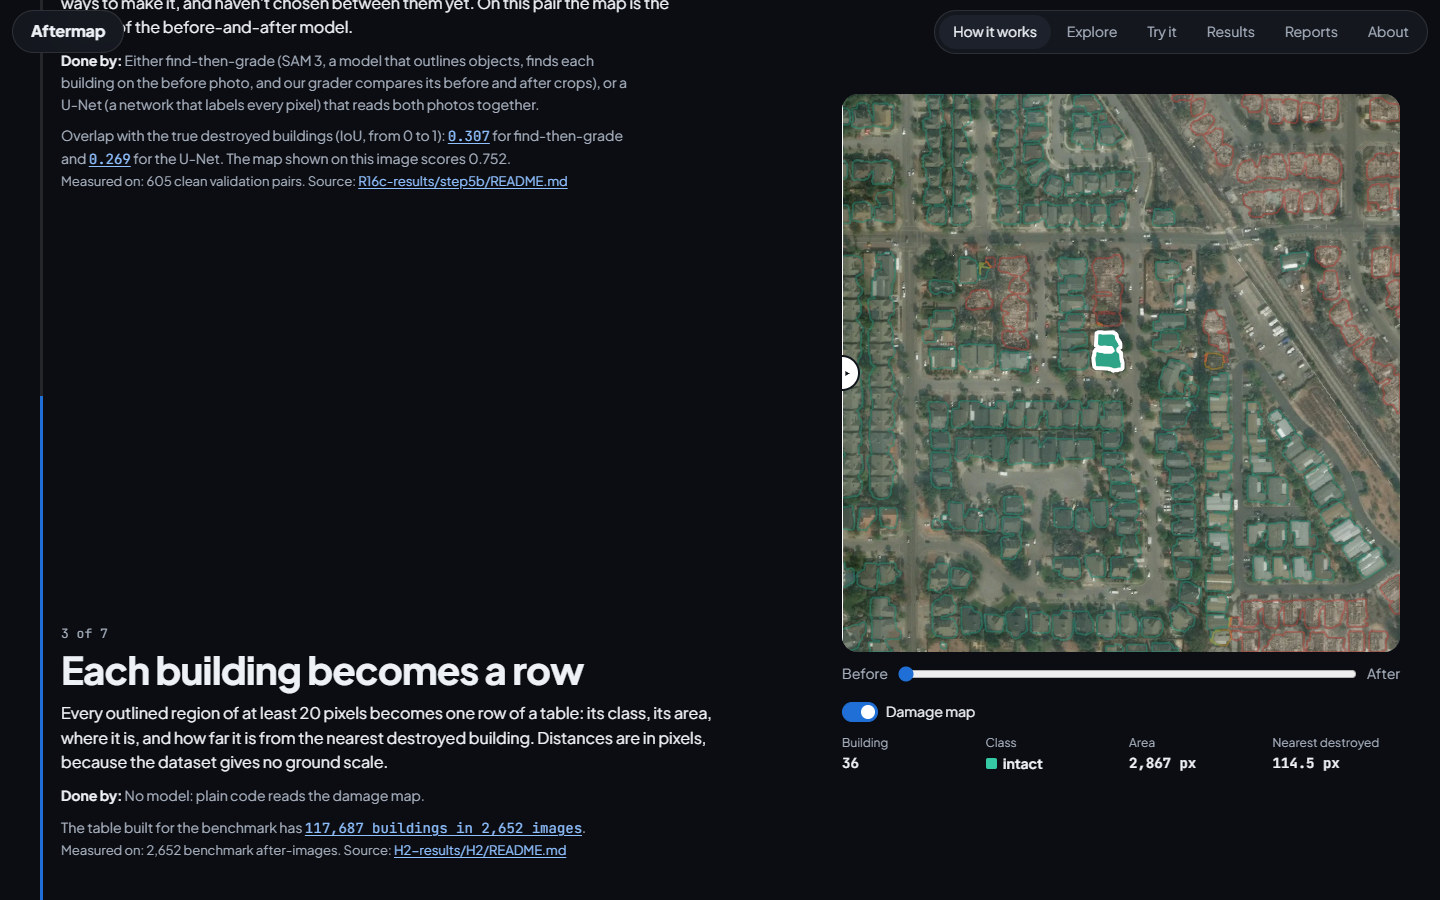 ways to make it, and haven't chosen between them yet. On this pair the map is the
of the before-and-after model.
Aftermap
How it works
Explore
Try it
Results
Reports
About
Done by: Either find-then-grade (SAM 3, a model that outlines objects, finds each
building on the before photo, and our grader compares its before and after crops), or a
U-Net (a network that labels every pixel) that reads both photos together.
Overlap with the true destroyed buildings (IoU, from 0 to 1): 0.307 for find-then-grade
and 0.269 for the U-Net. The map shown on this image scores 0.752.
Measured on: 605 clean validation pairs. Source: R16c-results/step5b/README.md
3 of 7
Each building becomes a row
Every outlined region of at least 20 pixels becomes one row of a table: its class, its area,
where it is, and how far it is from the nearest destroyed building. Distances are in pixels,
because the dataset gives no ground scale.
Done by: No model: plain code reads the damage map.
The table built for the benchmark has 117,687 buildings in 2,652 images.
Measured on: 2,652 benchmark after-images. Source: H2-results/H2/README.md
Before
After
Damage map
Building
Class
Area
Nearest destroyed
36
intact
2,867 px
114.5 px